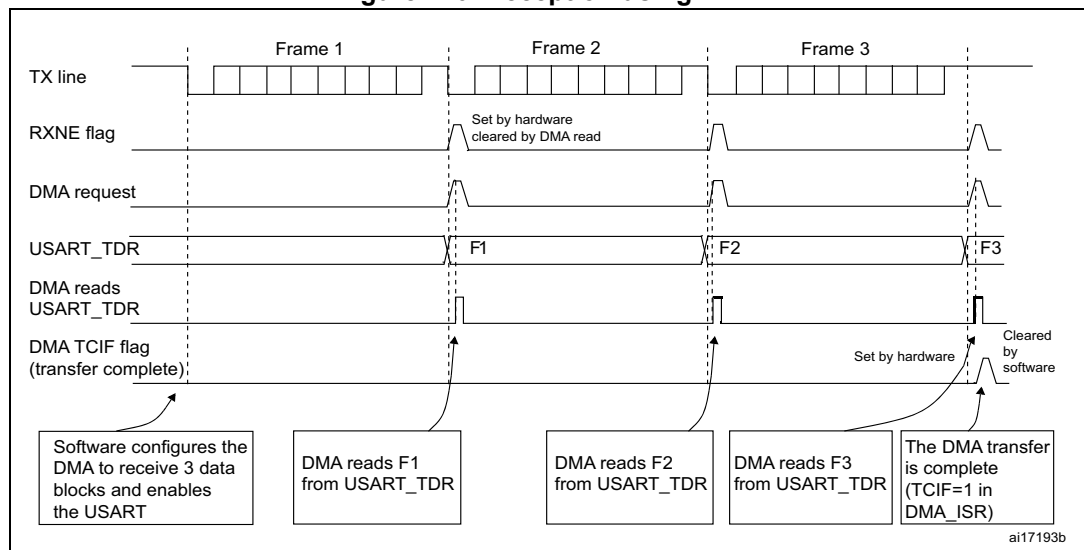 Frame 1
Frame 2
Frame 3
TX line
RXNE flag
Set by hardware
cleared by DMA read
DMA request
USART_TDR
F1
F2
F3
DMA reads
USART_TDR
DMA TCIF flag
(transfer complete)
Set by hardware
Cleared
by
software
Software configures the
DMA to receive 3 data
blocks and enables
the USART
DMA reads F1
from USART_TDR
DMA reads F2
from USART_TDR
DMA reads F3
from USART_TDR
The DMA transfer
is complete
(TCIF=1 in
DMA_ISR)
ai17193b